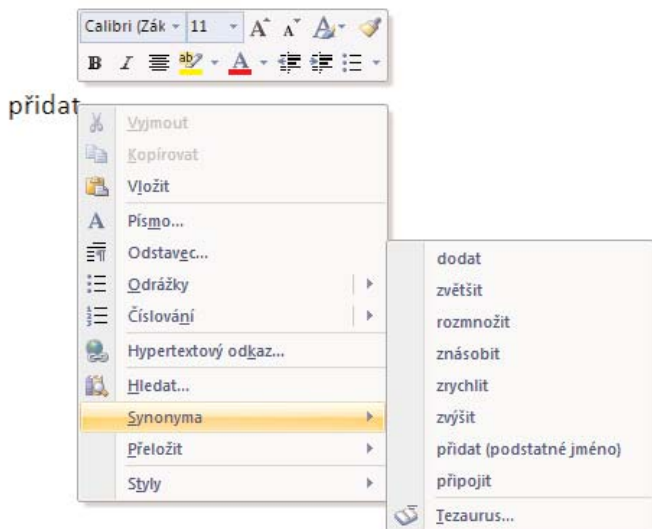 Calibri (Zák 11
přidat
Vyjmout
Kopírovat
Vložit
Písmo...
Odstavec...
Odrážky
Číslování
Hypertextový odkaz...
Hledat...
Synonyma
Přeložit
Styly
dodat
zvětšit
rozmnožit
znásobit
zrychlit
zvýšit
přidat (podstatné jméno)
připojit
Tezaurus...